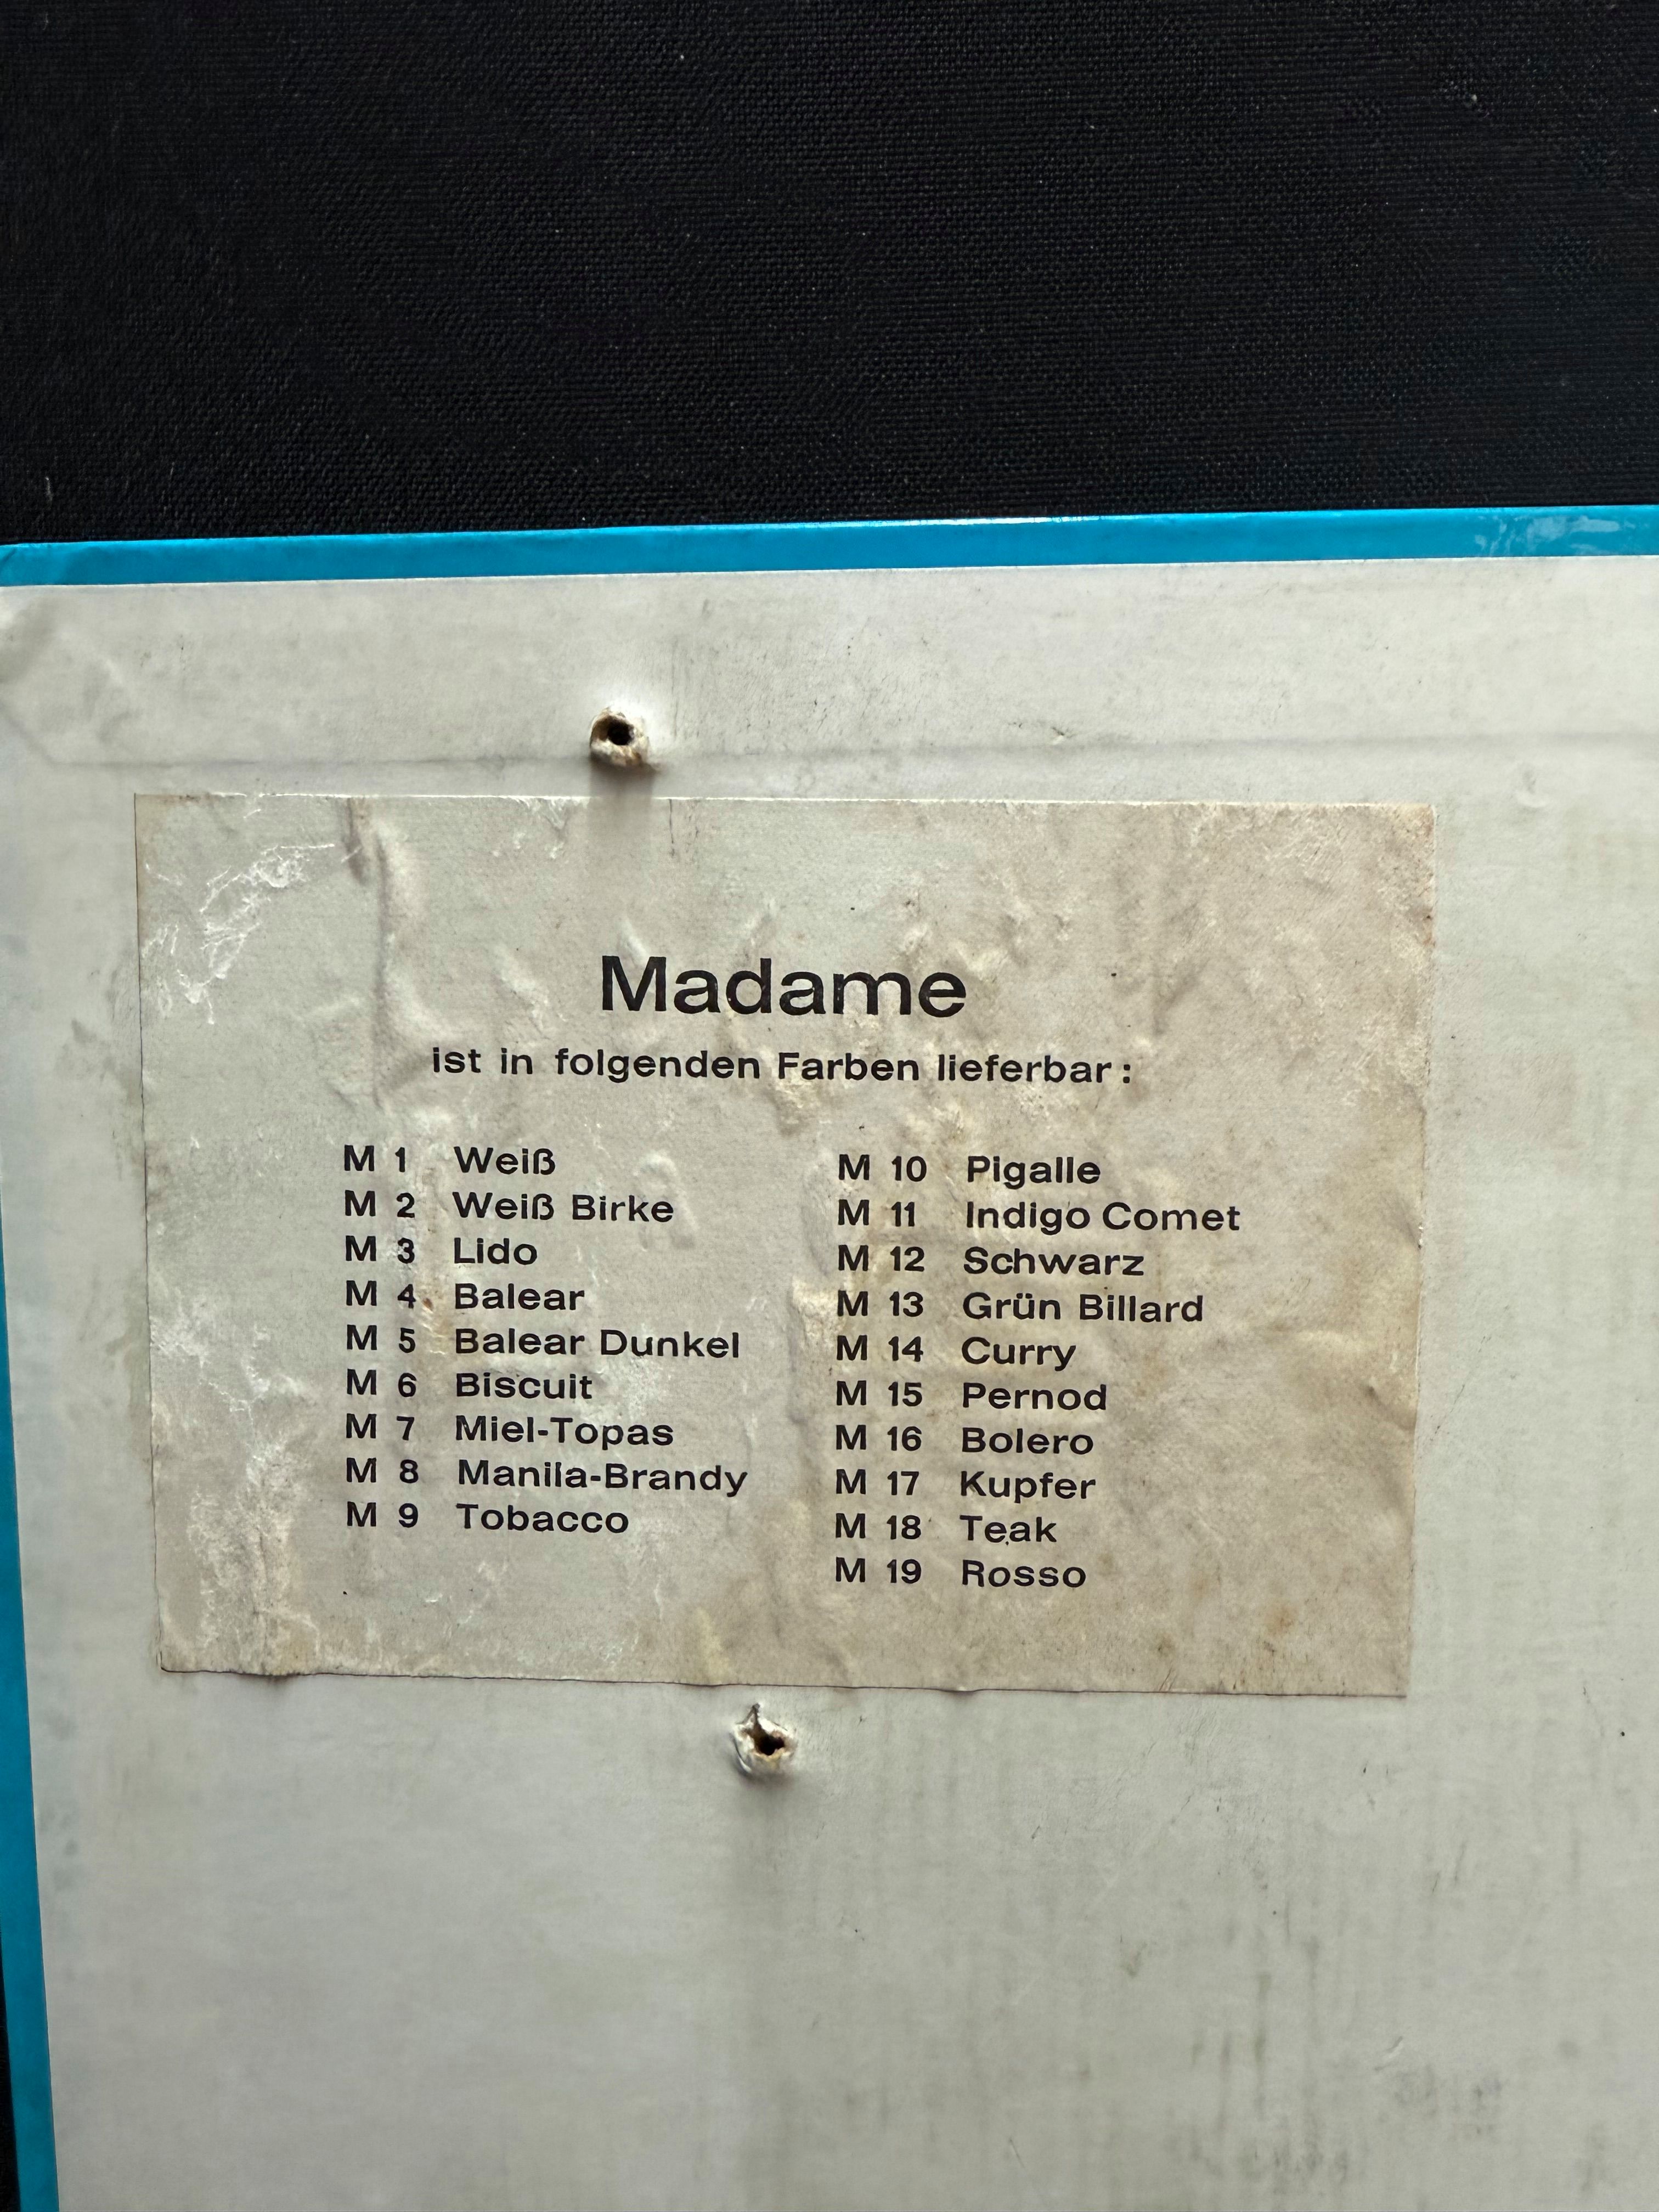 Madame
ist in folgenden Farben lieferbar:
M 1 Weiß
M 2 Weiß Birke
M 3 Lido
M 4 Balear
M 5 Balear Dunkel
M 6 Biscuit
M 7 Miel-Topas
M 8 Manila-Brandy
M 9 Tobacco
M 10 Pigalle
M 11 Indigo Comet
M 12 Schwarz
M 13 Grün Billard
M 14 Curry
M 15 Pernod
M 16 Bolero
M 17 Kupfer
M 18 Teak
M 19 Rosso